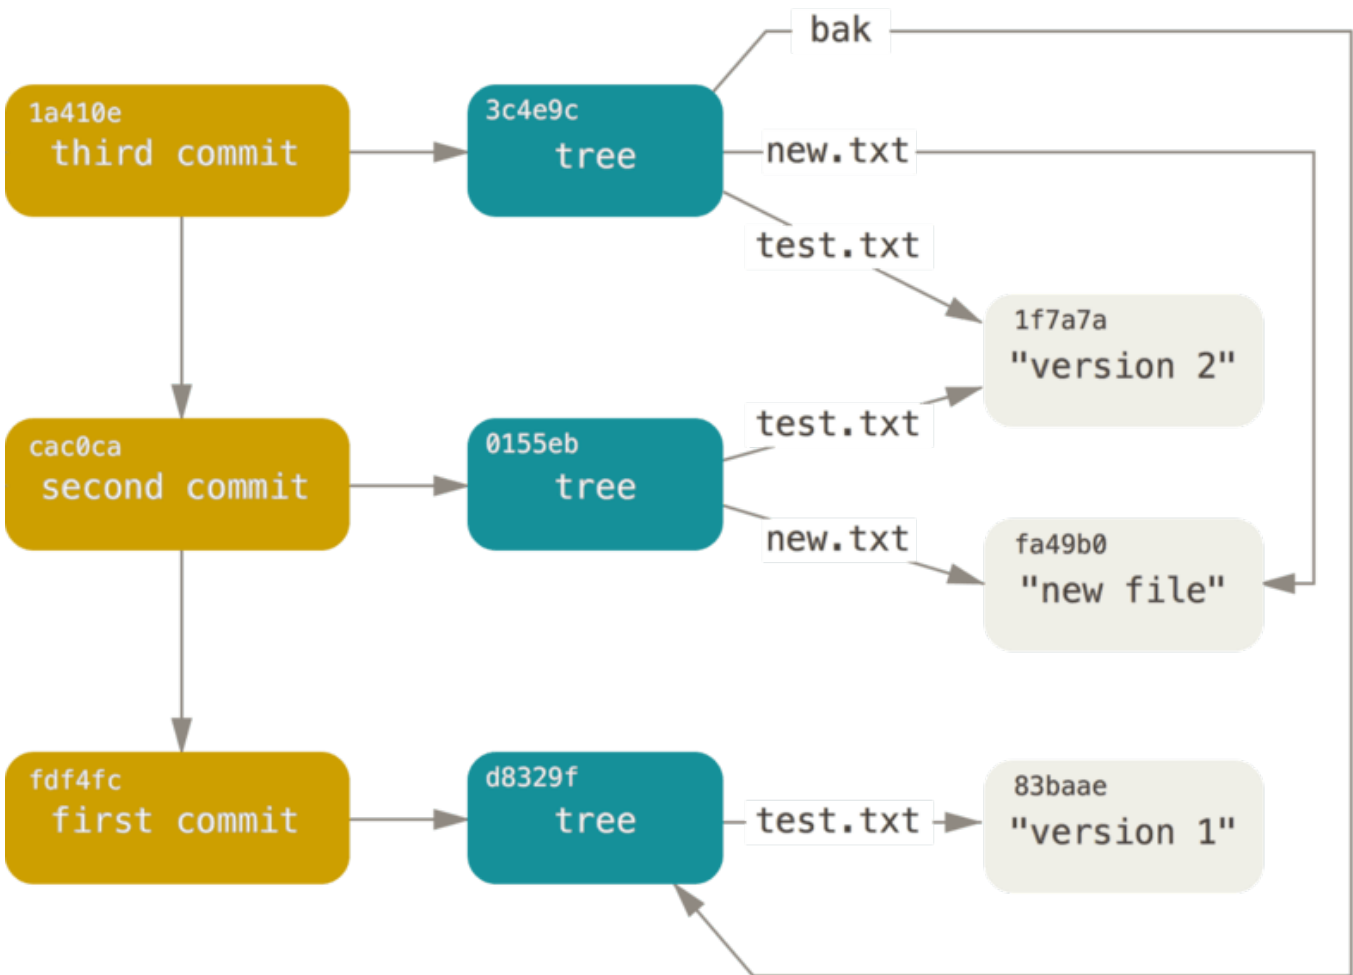 bak
1a410e
third commit
3c4e9c
tree
new.txt
test.txt
1f7a7a
"version 2"
cac0ca
second commit
0155eb
tree
test.txt
new.txt
fa49b0
"new file"
fdf4fc
first commit
d8329f
tree
test.txt
83baae
"version 1"